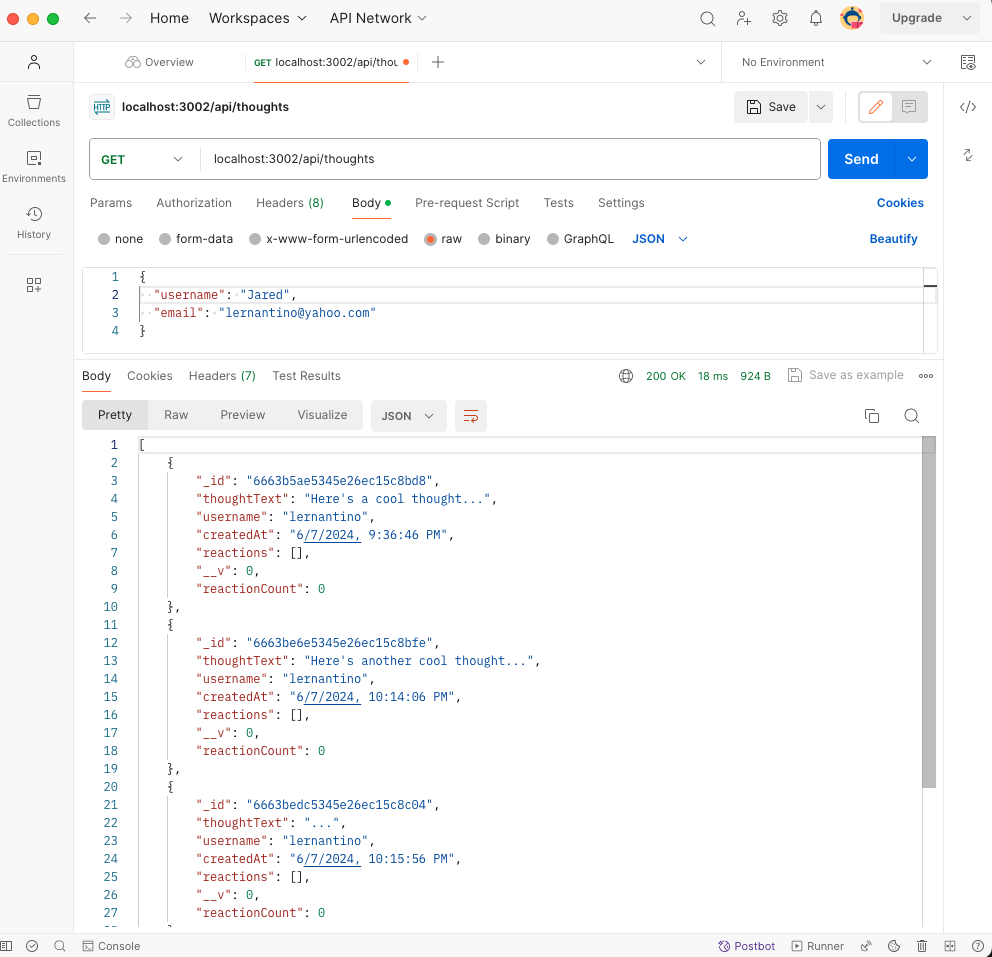 Home Workspaces API Network Upgrade
Overview GET localhost:3002/api/thou No Environment
HTTP localhost:3002/api/thoughts Save
Collections
GET localhost:3002/api/thoughts Send
Environments
Params Authorization Headers (8) Body Pre-request Script Tests Settings Cookies
History
none form-data x-www-form-urlencoded raw binary GraphQL JSON Beautify
1 {
2 "username": "Jared",
3 "email": "lernantino@yahoo.com"
4 }
Body Cookies Headers (7) Test Results 200 OK 18 ms 924 B Save as example
Pretty Raw Preview Visualize JSON
1 [
2 {
3 "_id": "6663b5ae5345e26ec15c8bd8",
4 "thoughtText": "Here's a cool thought...",
5 "username": "lernantino",
6 "createdAt": "6/7/2024, 9:36:46 PM",
7 "reactions": [],
8 "__v": 0,
9 "reactionCount": 0
10 },
11 {
12 "_id": "6663be6e5345e26ec15c8bfe",
13 "thoughtText": "Here's another cool thought...",
14 "username": "lernantino",
15 "createdAt": "6/7/2024, 10:14:06 PM",
16 "reactions": [],
17 "__v": 0,
18 "reactionCount": 0
19 },
20 {
21 "_id": "6663bedc5345e26ec15c8c04",
22 "thoughtText": "...",
23 "username": "lernantino",
24 "createdAt": "6/7/2024, 10:15:56 PM",
25 "reactions": [],
26 "__v": 0,
27 "reactionCount": 0
Console Postbot Runner